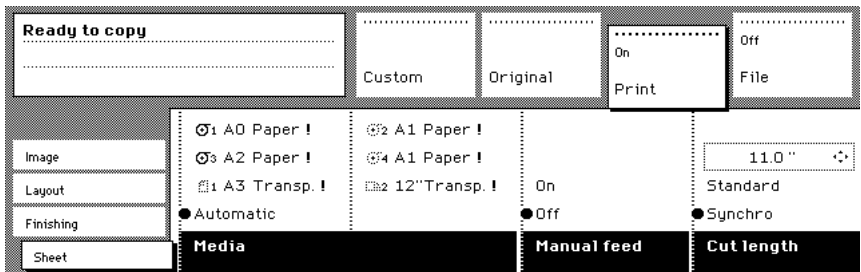 Ready to copy
Custom
Original
On
Print
Off
File
Image
Layout
Finishing
Sheet
1 A0 Paper !
3 A2 Paper !
1 A3 Transp. !
Automatic
2 A1 Paper !
4 A1 Paper !
2 12"Transp. !
Media
On
Off
Manual feed
11.0 "
Standard
Synchro
Cut length